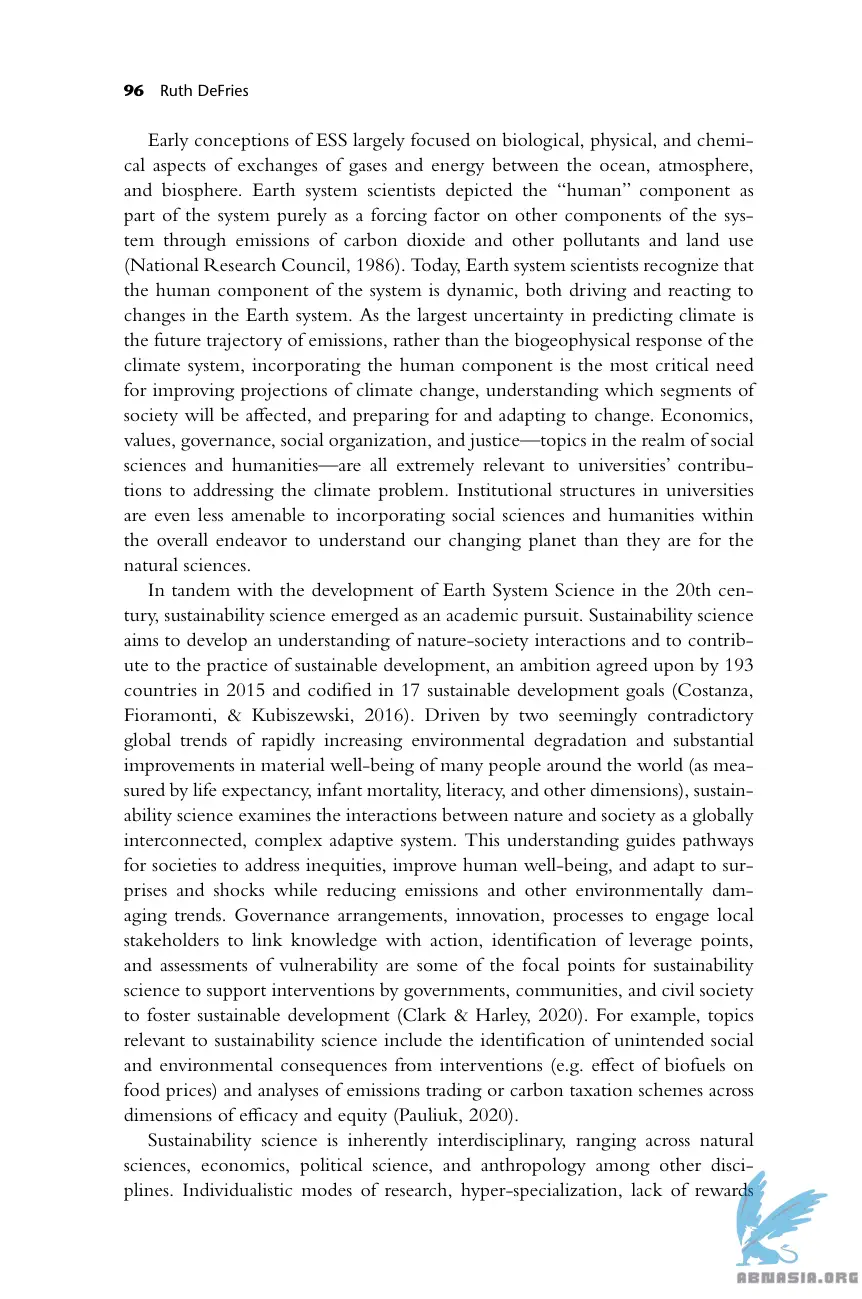 96 Ruth DeFries
Early conceptions of ESS largely focused on biological, physical, and chemi-
cal aspects of exchanges of gases and energy between the ocean, atmosphere,
and biosphere. Earth system scientists depicted the “human” component as
part of the system purely as a forcing factor on other components of the sys-
tem through emissions of carbon dioxide and other pollutants and land use
(National Research Council, 1986). Today, Earth system scientists recognize that
the human component of the system is dynamic, both driving and reacting to
changes in the Earth system. As the largest uncertainty in predicting climate is
the future trajectory of emissions, rather than the biogeophysical response of the
climate system, incorporating the human component is the most critical need
for improving projections of climate change, understanding which segments of
society will be affected, and preparing for and adapting to change. Economics,
values, governance, social organization, and justice—topics in the realm of social
sciences and humanities—are all extremely relevant to universities’ contribu-
tions to addressing the climate problem. Institutional structures in universities
are even less amenable to incorporating social sciences and humanities within
the overall endeavor to understand our changing planet than they are for the
natural sciences.
In tandem with the development of Earth System Science in the 20th cen-
tury, sustainability science emerged as an academic pursuit. Sustainability science
aims to develop an understanding of nature-society interactions and to contrib-
ute to the practice of sustainable development, an ambition agreed upon by 193
countries in 2015 and codified in 17 sustainable development goals (Costanza,
Fioramonti, & Kubiszewski, 2016). Driven by two seemingly contradictory
global trends of rapidly increasing environmental degradation and substantial
improvements in material well-being of many people around the world (as mea-
sured by life expectancy, infant mortality, literacy, and other dimensions), sustain-
ability science examines the interactions between nature and society as a globally
interconnected, complex adaptive system. This understanding guides pathways
for societies to address inequities, improve human well-being, and adapt to sur-
prises and shocks while reducing emissions and other environmentally dam-
aging trends. Governance arrangements, innovation, processes to engage local
stakeholders to link knowledge with action, identification of leverage points,
and assessments of vulnerability are some of the focal points for sustainability
science to support interventions by governments, communities, and civil society
to foster sustainable development (Clark & Harley, 2020). For example, topics
relevant to sustainability science include the identification of unintended social
and environmental consequences from interventions (e.g. effect of biofuels on
food prices) and analyses of emissions trading or carbon taxation schemes across
dimensions of efficacy and equity (Pauliuk, 2020).
Sustainability science is inherently interdisciplinary, ranging across natural
sciences, economics, political science, and anthropology among other disci-
plines. Individualistic modes of research, hyper-specialization, lack of rewards
ABNASIA.ORG